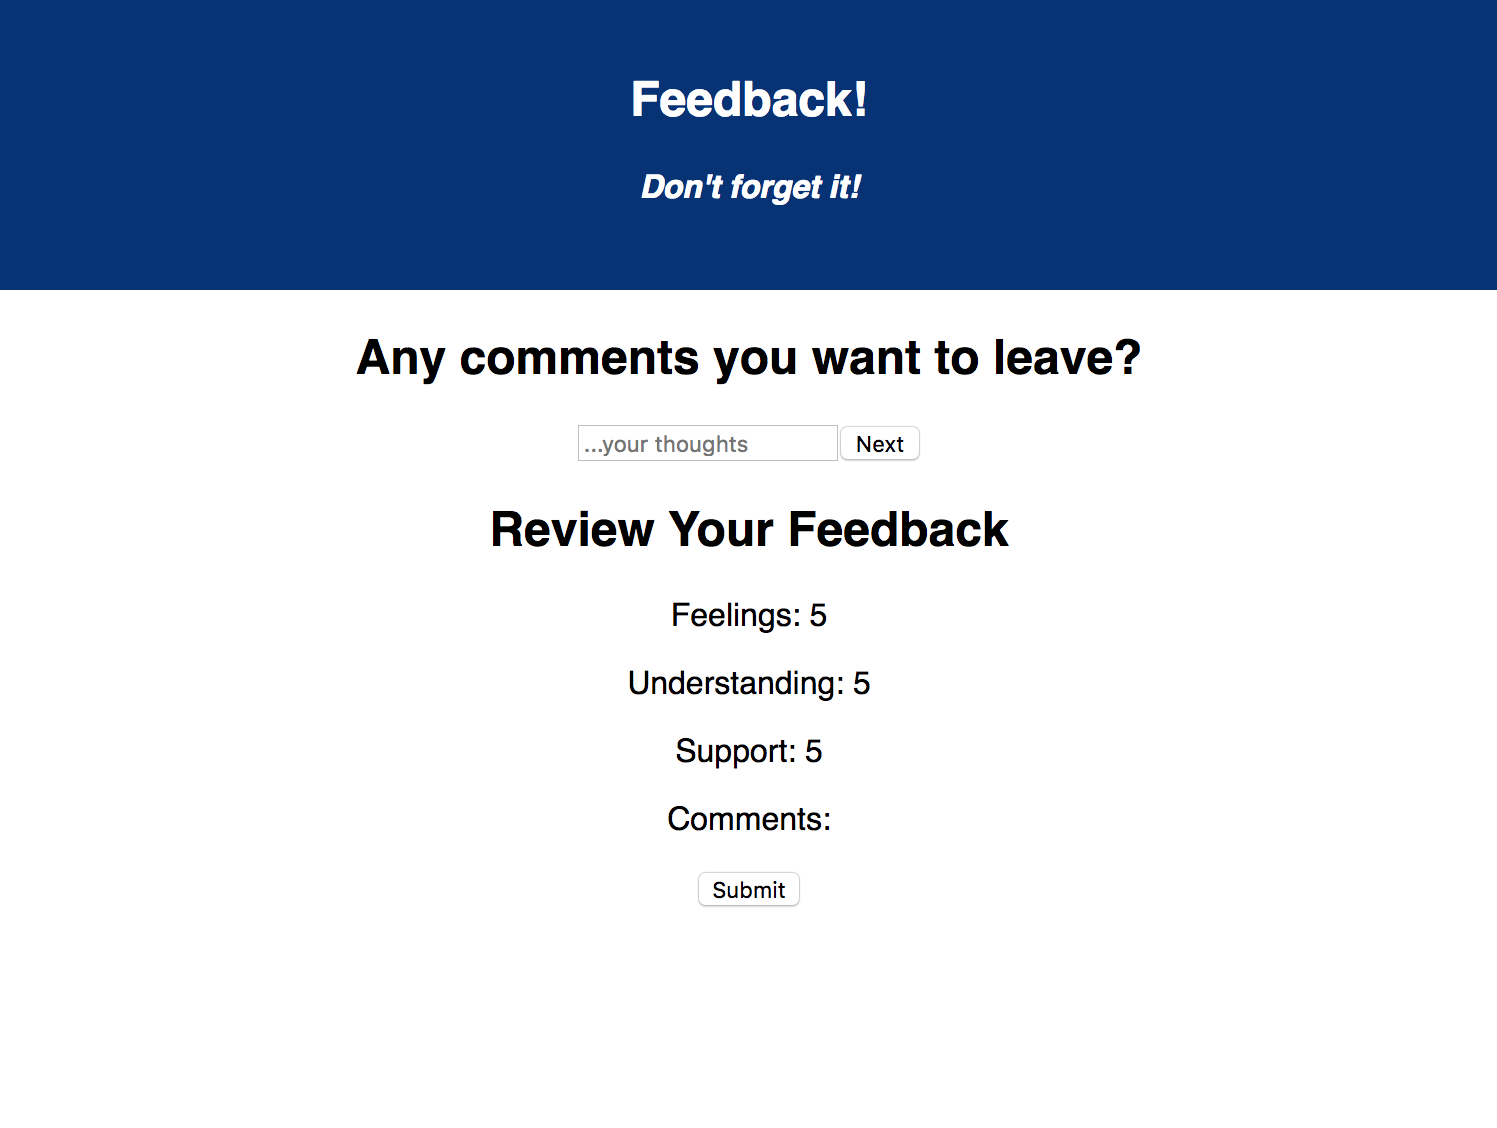 Feedback!
Don't forget it!
Any comments you want to leave?
...your thoughts Next
Review Your Feedback
Feelings: 5
Understanding: 5
Support: 5
Comments:
Submit